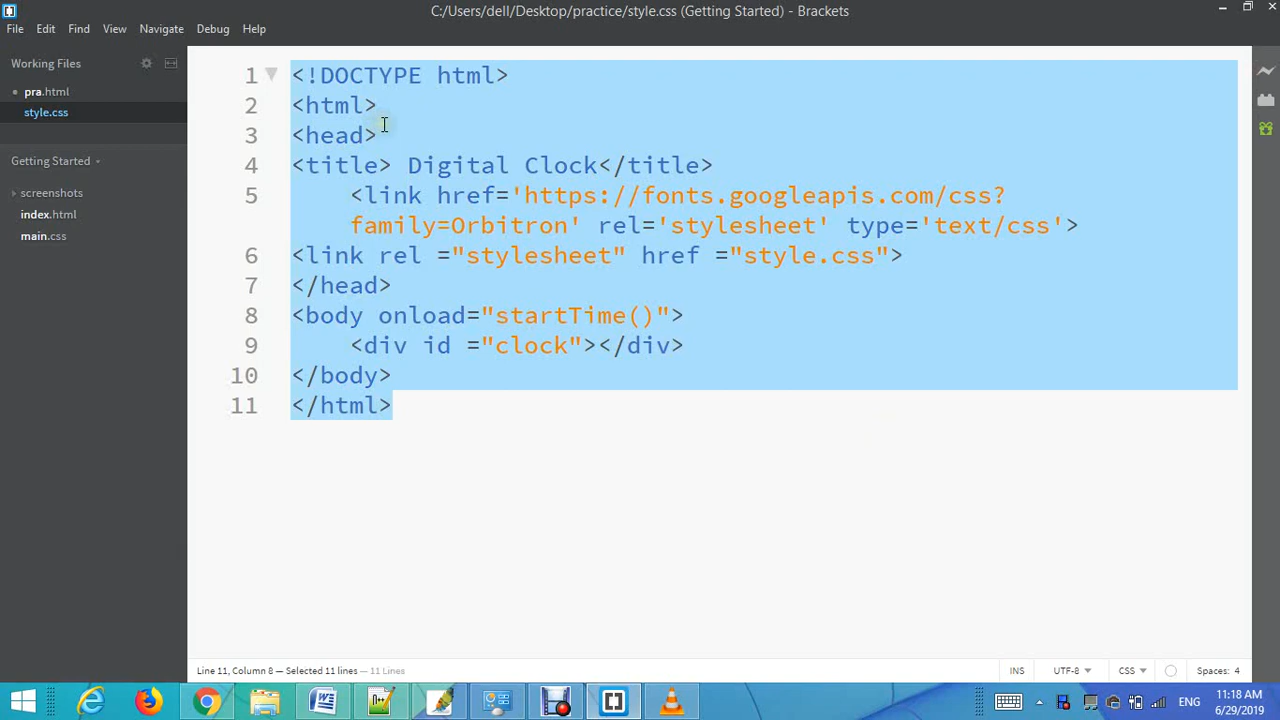 C:/Users/dell/Desktop/practice/style.css (Getting Started) - Brackets
File Edit Find View Navigate Debug Help
Working Files
pra.html
style.css
Getting Started
screenshots
index.html
main.css
1 <!DOCTYPE html>
2 <html>
3 <head>
4 <title> Digital Clock</title>
5 <link href='https://fonts.googleapis.com/css?
family=Orbitron' rel='stylesheet' type='text/css'>
6 <link rel ="stylesheet" href ="style.css">
7 </head>
8 <body onload="startTime()">
9 <div id ="clock"></div>
10 </body>
11 </html>
Line 11, Column 8 — Selected 11 lines — 11 Lines
INS UTF-8 CSS Spaces: 4
ENG
11:18 AM
6/29/2019